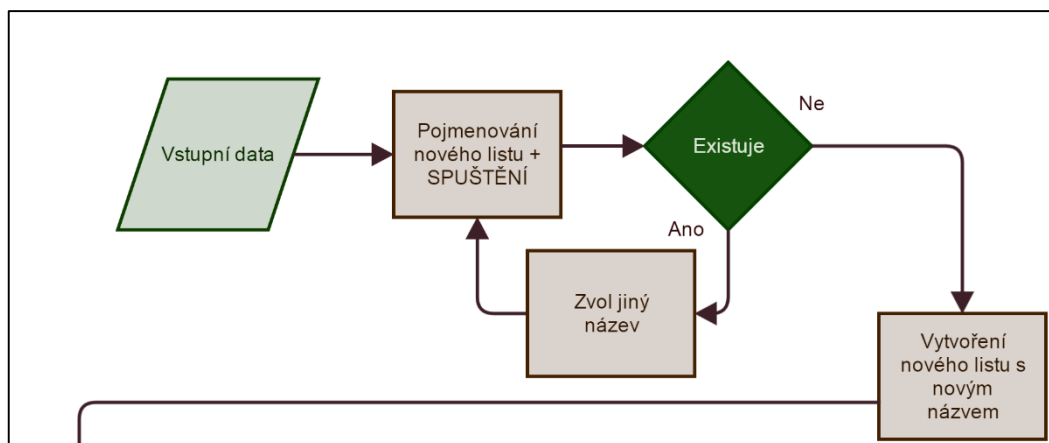 Vstupní data
Pojmenování
nového listu +
SPUŠTĚNÍ
Existuje
Ne
Ano
Zvol jiný
název
Vytvoření
nového listu s
novým
názvem